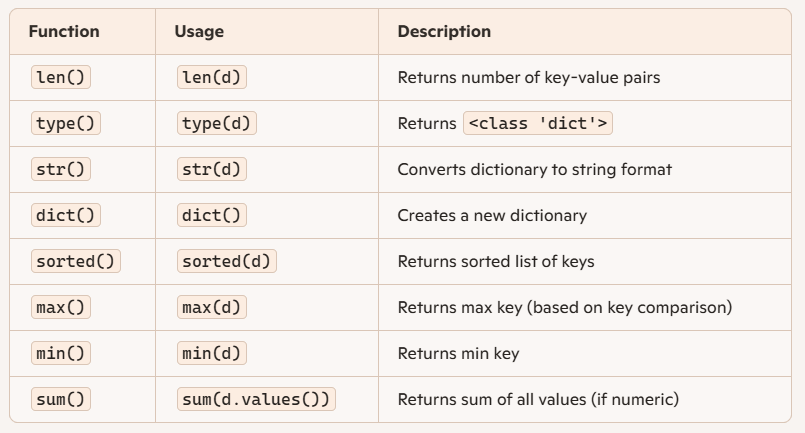 Function Usage Description
len() len(d) Returns number of key-value pairs
type() type(d) Returns <class 'dict'>
str() str(d) Converts dictionary to string format
dict() dict() Creates a new dictionary
sorted() sorted(d) Returns sorted list of keys
max() max(d) Returns max key (based on key comparison)
min() min(d) Returns min key
sum() sum(d.values()) Returns sum of all values (if numeric)